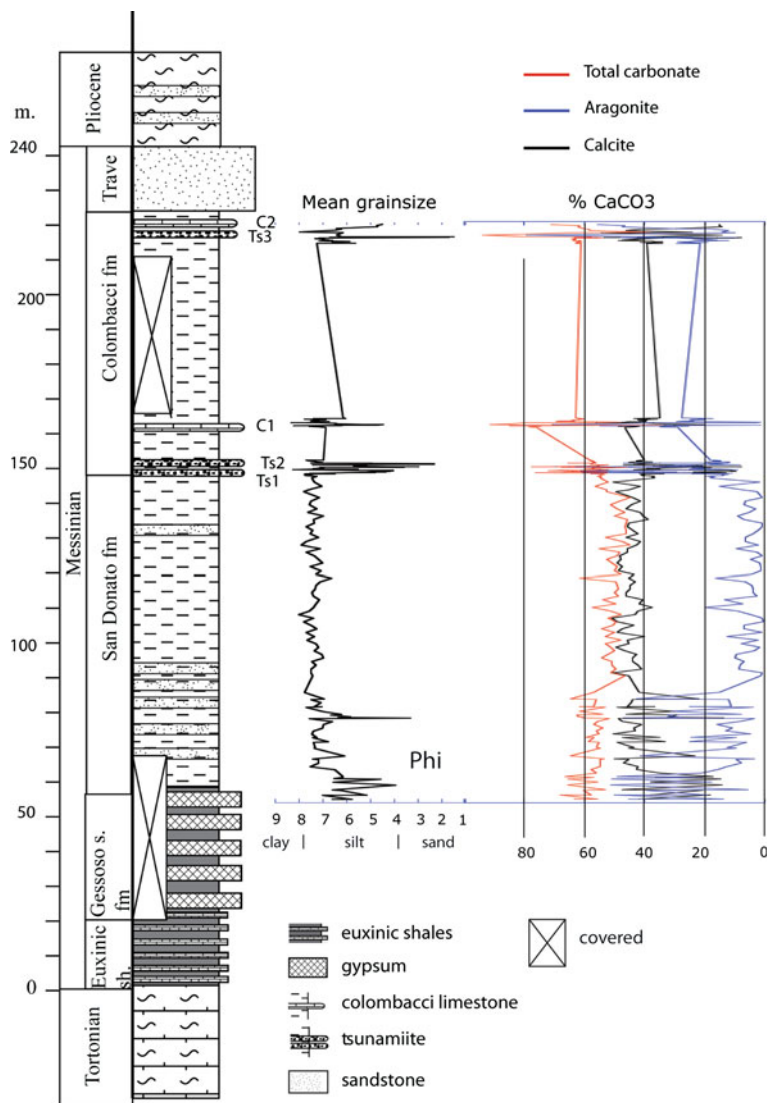 Total carbonate
Aragonite
Calcite
m.
240
200
150
100
50
0
Pliocene
Messinian
Tortonian
Trave
Colombacci fm
San Donato fm
Gessoso s.
fm
Euxinic
sh.
C2
Ts3
C1
Ts2
Ts1
Mean grainsize
% CaCO3
Phi
9 8 7 6 5 4 3 2 1
clay | silt | sand
80 60 40 20 0
euxinic shales
gypsum
colombacci limestone
tsunamiite
sandstone
covered